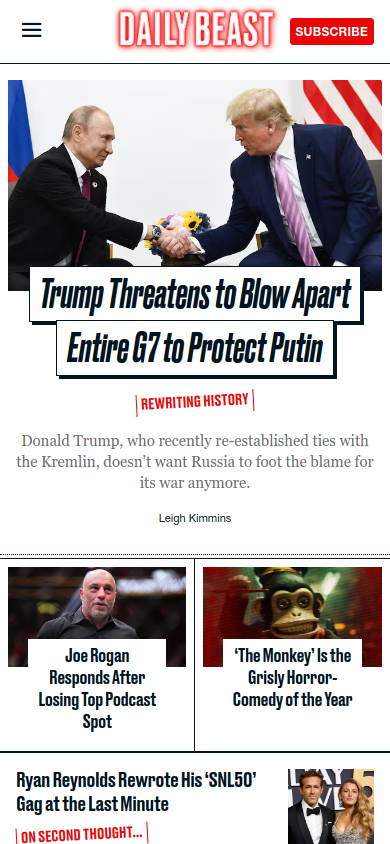 DAILY BEAST
SUBSCRIBE
Trump Threatens to Blow Apart
Entire G7 to Protect Putin
REWRITING HISTORY
Donald Trump, who recently re-established ties with
the Kremlin, doesn’t want Russia to foot the blame for
its war anymore.
Leigh Kimmins
Joe Rogan
Responds After
Losing Top Podcast
Spot
‘The Monkey’ Is the
Grisly Horror-
Comedy of the Year
Ryan Reynolds Rewrote His ‘SNL50’
Gag at the Last Minute
ON SECOND THOUGHT...